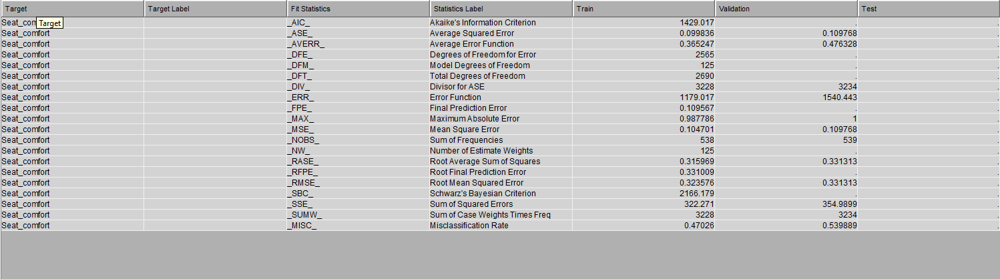 Target Target Label Fit Statistics Statistics Label Train Validation Test
Seat_com Target _AIC_ Akaike's Information Criterion 1429.017 . .
Seat_comfort _ASE_ Average Squared Error 0.099836 0.109768 .
Seat_comfort _AVERR_ Average Error Function 0.365247 0.476328 .
Seat_comfort _DFE_ Degrees of Freedom for Error 2565 . .
Seat_comfort _DFM_ Model Degrees of Freedom 125 . .
Seat_comfort _DFT_ Total Degrees of Freedom 2690 . .
Seat_comfort _DIV_ Divisor for ASE 3228 3234 .
Seat_comfort _ERR_ Error Function 1179.017 1540.443 .
Seat_comfort _FPE_ Final Prediction Error 0.109567 . .
Seat_comfort _MAX_ Maximum Absolute Error 0.987786 1 .
Seat_comfort _MSE_ Mean Square Error 0.104701 0.109768 .
Seat_comfort _NOBS_ Sum of Frequencies 538 539 .
Seat_comfort _NW_ Number of Estimate Weights 125 . .
Seat_comfort _RASE_ Root Average Sum of Squares 0.315969 0.331313 .
Seat_comfort _RFPE_ Root Final Prediction Error 0.331009 . .
Seat_comfort _RMSE_ Root Mean Squared Error 0.323576 0.331313 .
Seat_comfort _SBC_ Schwarz's Bayesian Criterion 2166.179 . .
Seat_comfort _SSE_ Sum of Squared Errors 322.271 354.9899 .
Seat_comfort _SUMW_ Sum of Case Weights Times Freq 3228 3234 .
Seat_comfort _MISC_ Misclassification Rate 0.47026 0.539889 .